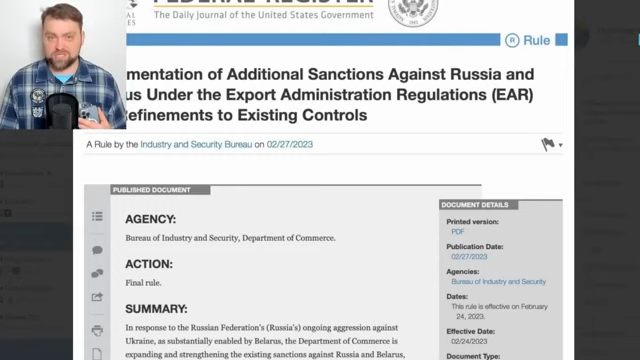 FEDERAL REGISTER
The Daily Journal of the United States Government
Rule
mentation of Additional Sanctions Against Russia and
us Under the Export Administration Regulations (EAR)
efinements to Existing Controls
A Rule by the Industry and Security Bureau on 02/27/2023
PUBLISHED DOCUMENT
AGENCY:
Bureau of Industry and Security, Department of Commerce.
ACTION:
Final rule.
SUMMARY:
In response to the Russian Federation's (Russia's) ongoing aggression against
Ukraine, as substantially enabled by Belarus, the Department of Commerce is
expanding and strengthening the existing sanctions against Russia and Belarus,
DOCUMENT DETAILS
Printed version:
PDF
Publication Date:
02/27/2023
Agencies:
Bureau of Industry and Security
Dates:
This rule is effective on February
24, 2023.
Effective Date:
02/24/2023
Document Type: